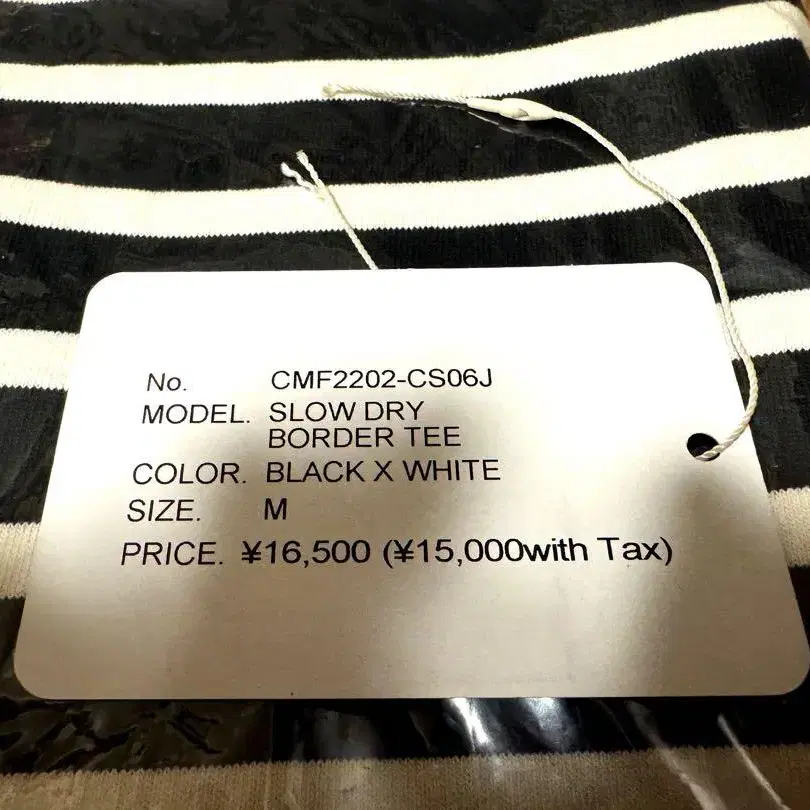 No. CMF2202-CS06J
MODEL. SLOW DRY
BORDER TEE
COLOR. BLACK X WHITE
SIZE. M
PRICE. ¥16,500 (¥15,000with Tax)